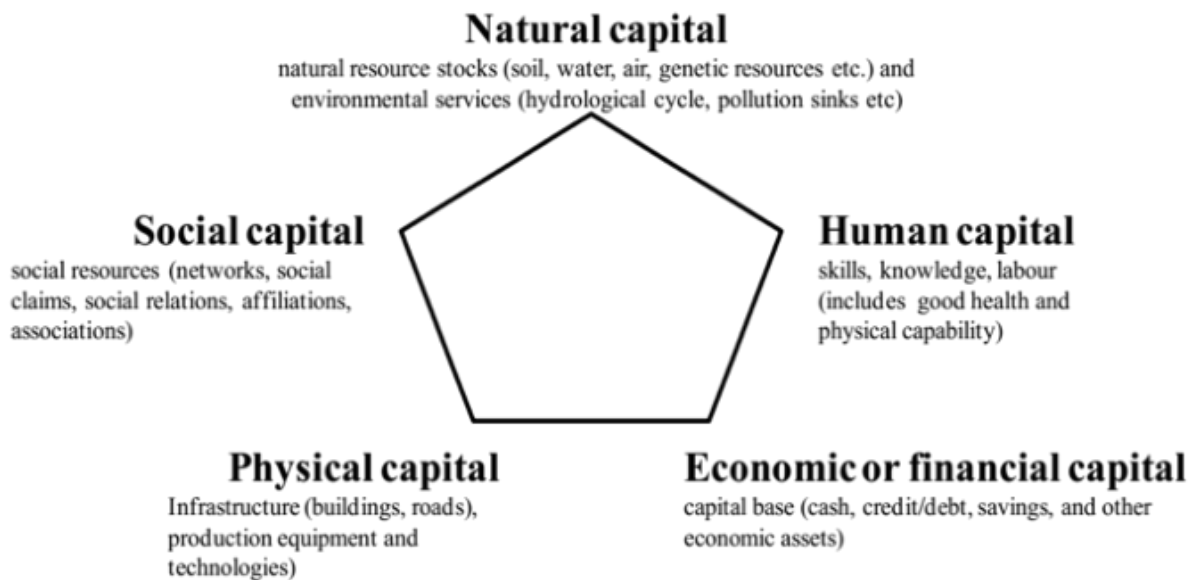 Natural capital
natural resource stocks (soil, water, air, genetic resources etc.) and
environmental services (hydrological cycle, pollution sinks etc)
Social capital
social resources (networks, social
claims, social relations, affiliations,
associations)
Human capital
skills, knowledge, labour
(includes good health and
physical capability)
Physical capital
Infrastructure (buildings, roads),
production equipment and
technologies)
Economic or financial capital
capital base (cash, credit/debt, savings, and other
economic assets)